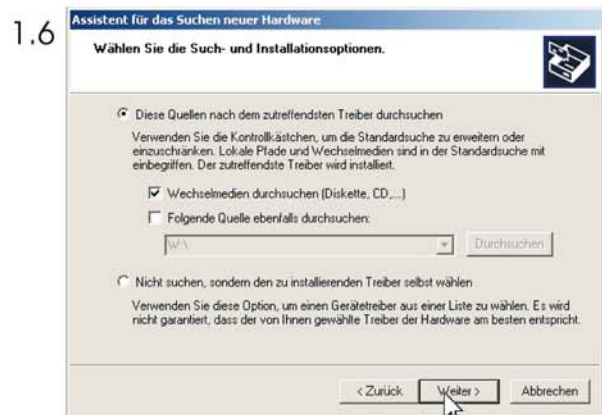 1.6
Assistent für das Suchen neuer Hardware
Wählen Sie die Such- und Installationsoptionen.
Diese Quellen nach dem zutreffendsten Treiber durchsuchen
Verwenden Sie die Kontrollkästchen, um die Standardsuche zu erweitern oder
einzuschränken. Lokale Pfade und Wechselmedien sind in der Standardsuche mit
einbegriffen. Der zutreffendste Treiber wird installiert.
Wechselmedien durchsuchen (Diskette, CD,...)
Folgende Quelle ebenfalls durchsuchen:
W:\
Durchsuchen
Nicht suchen, sondern den zu installierenden Treiber selbst wählen
Verwenden Sie diese Option, um einen Gerätetreiber aus einer Liste zu wählen. Es wird
nicht garantiert, dass der von Ihnen gewählte Treiber der Hardware am besten entspricht.
< Zurück Weiter > Abbrechen